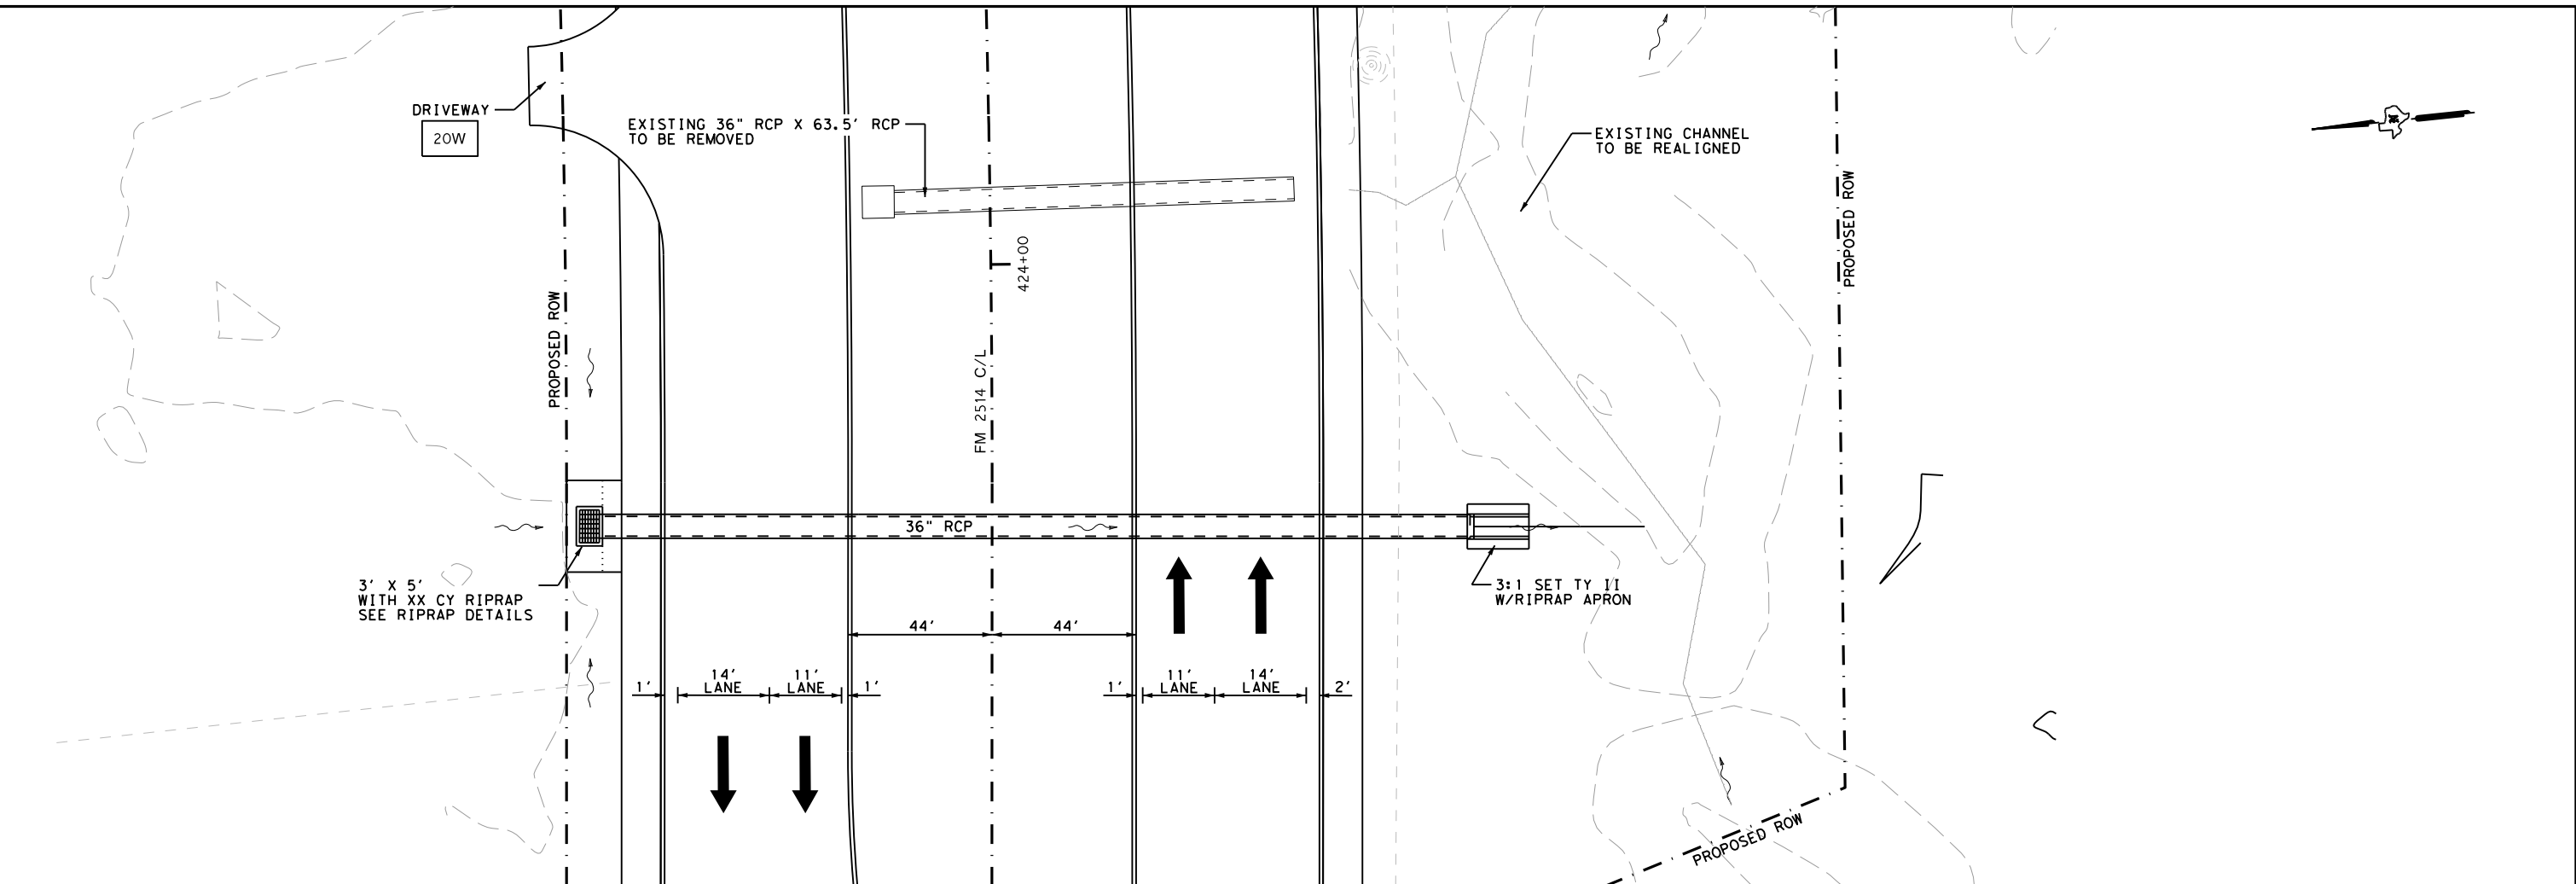 DRIVEWAY
20W
EXISTING 36" RCP X 63.5' RCP
TO BE REMOVED
EXISTING CHANNEL
TO BE REALIGNED
PROPOSED ROW
424+00
PROPOSED ROW
FM 2514 C/L
36" RCP
3' X 5'
WITH XX CY RIPRAP
SEE RIPRAP DETAILS
3:1 SET TY II
W/RIPRAP APRON
44'
44'
1'
14'
LANE
11'
LANE
1'
1'
11'
LANE
14'
LANE
2'
PROPOSED ROW